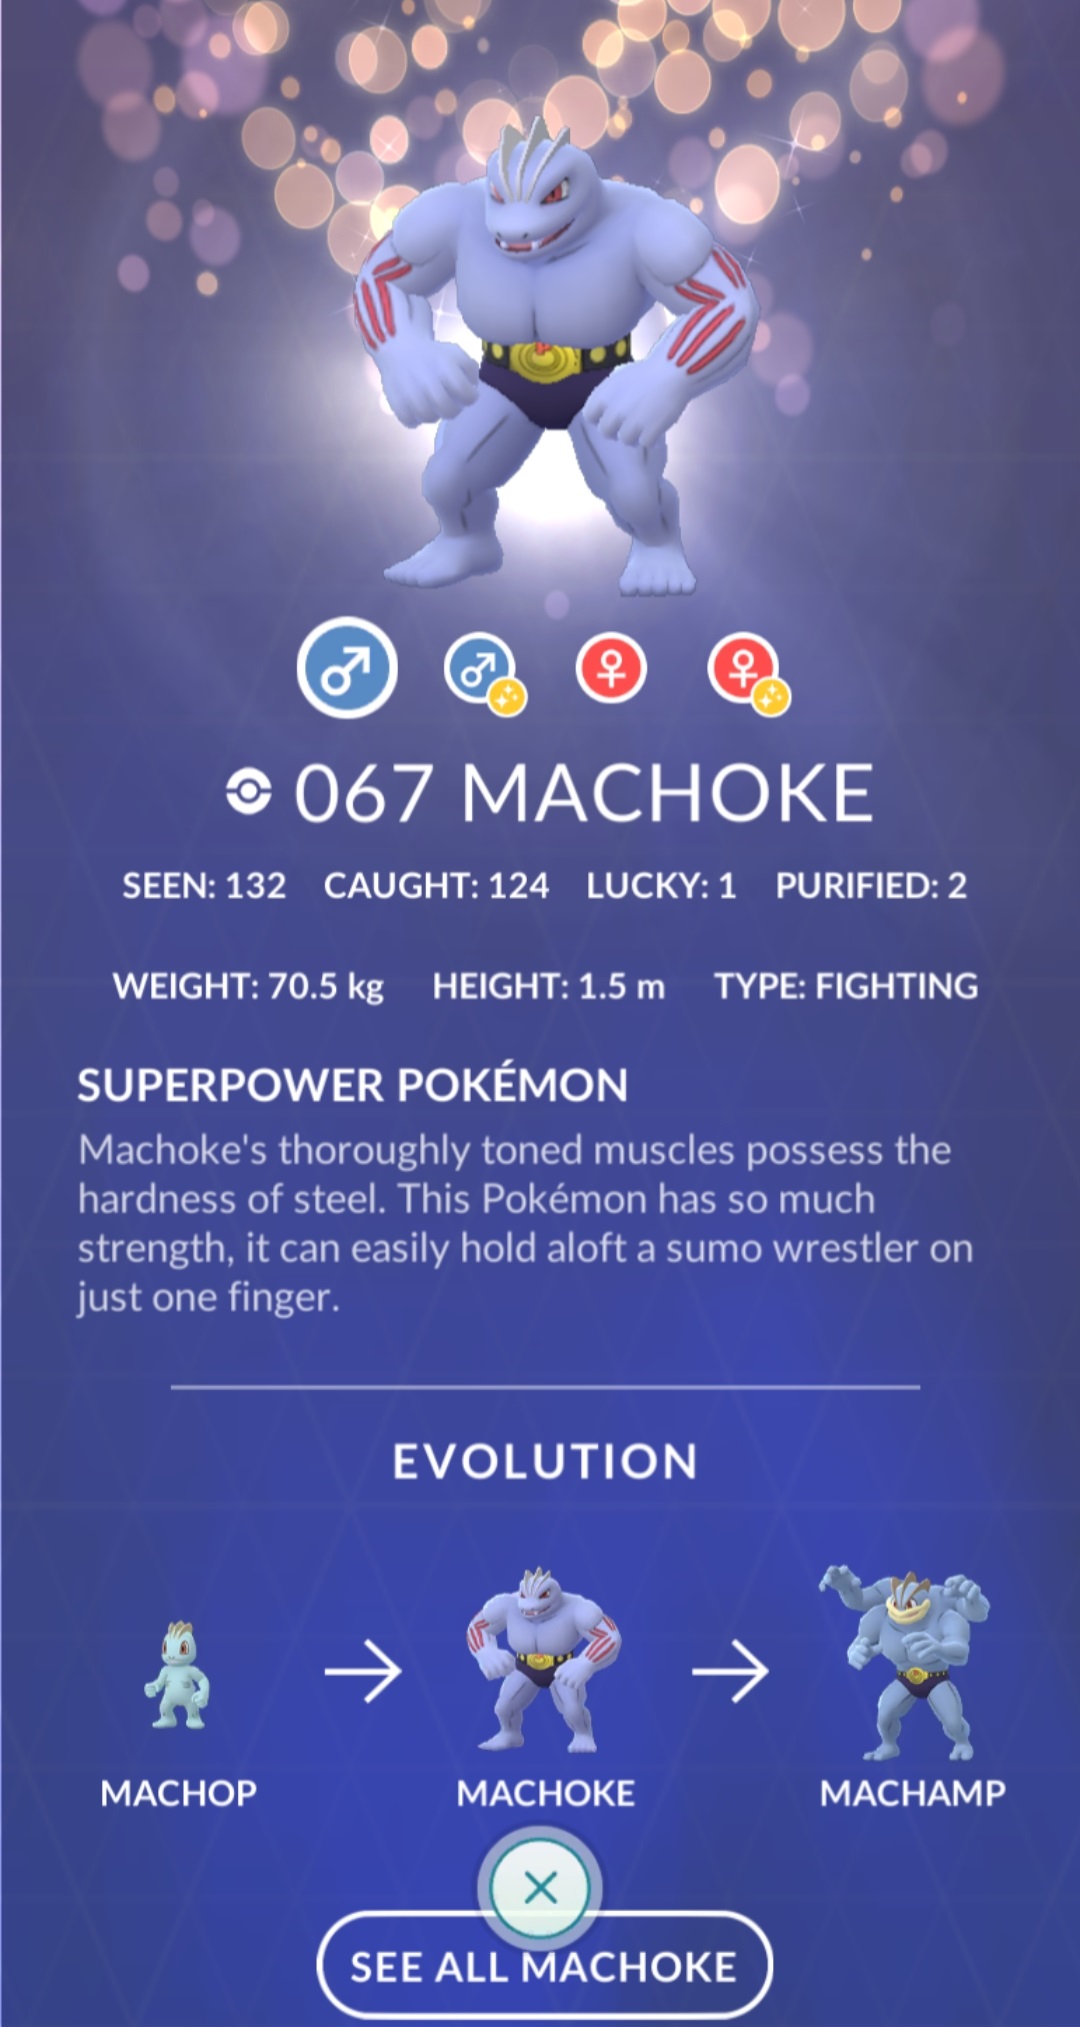 067 MACHOKE
SEEN: 132 CAUGHT: 124 LUCKY: 1 PURIFIED: 2
WEIGHT: 70.5 kg HEIGHT: 1.5 m TYPE: FIGHTING
SUPERPOWER POKÉMON
Machoke's thoroughly toned muscles possess the
hardness of steel. This Pokémon has so much
strength, it can easily hold aloft a sumo wrestler on
just one finger.
EVOLUTION
MACHOP MACHOKE MACHAMP
SEE ALL MACHOKE